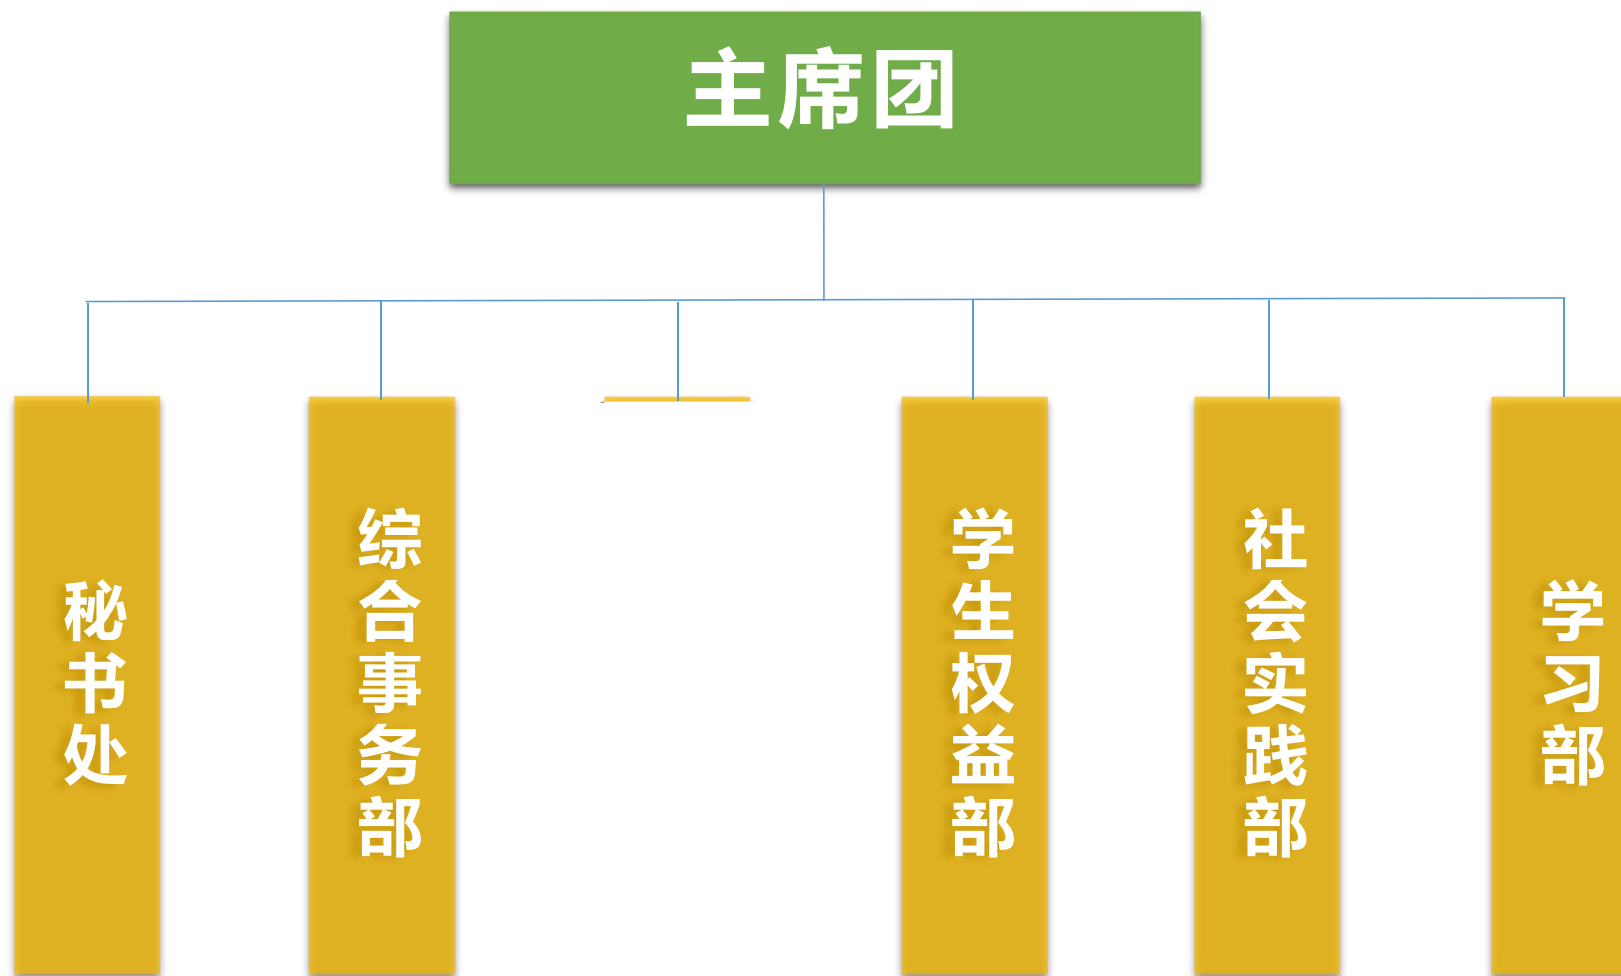 主席团
秘书处
综合事务部
学生权益部
社会实践部
学习部